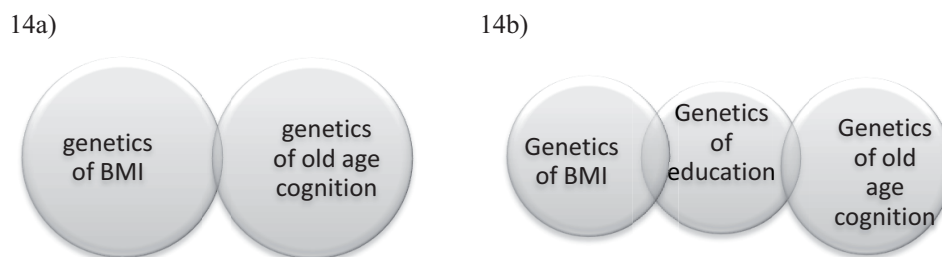 14a)
genetics
of BMI
genetics
of old age
cognition
14b)
Genetics
of BMI
Genetics
of
education
Genetics
of old
age
cognition